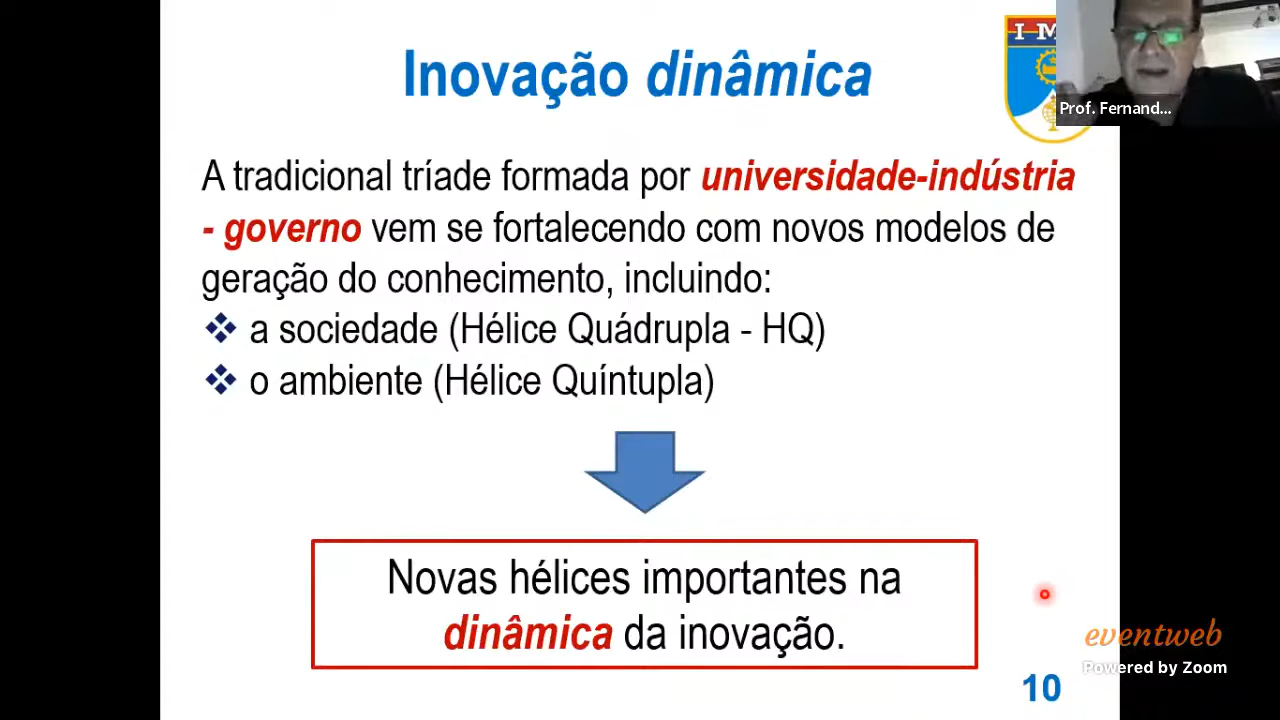 Inovação dinâmica
I M
Prof. Fernand...
A tradicional tríade formada por universidade-indústria
- governo vem se fortalecendo com novos modelos de
geração do conhecimento, incluindo:
❖ a sociedade (Hélice Quádrupla - HQ)
❖ o ambiente (Hélice Quíntupla)
Novas hélices importantes na
dinâmica da inovação.
eventweb
Powered by Zoom
10